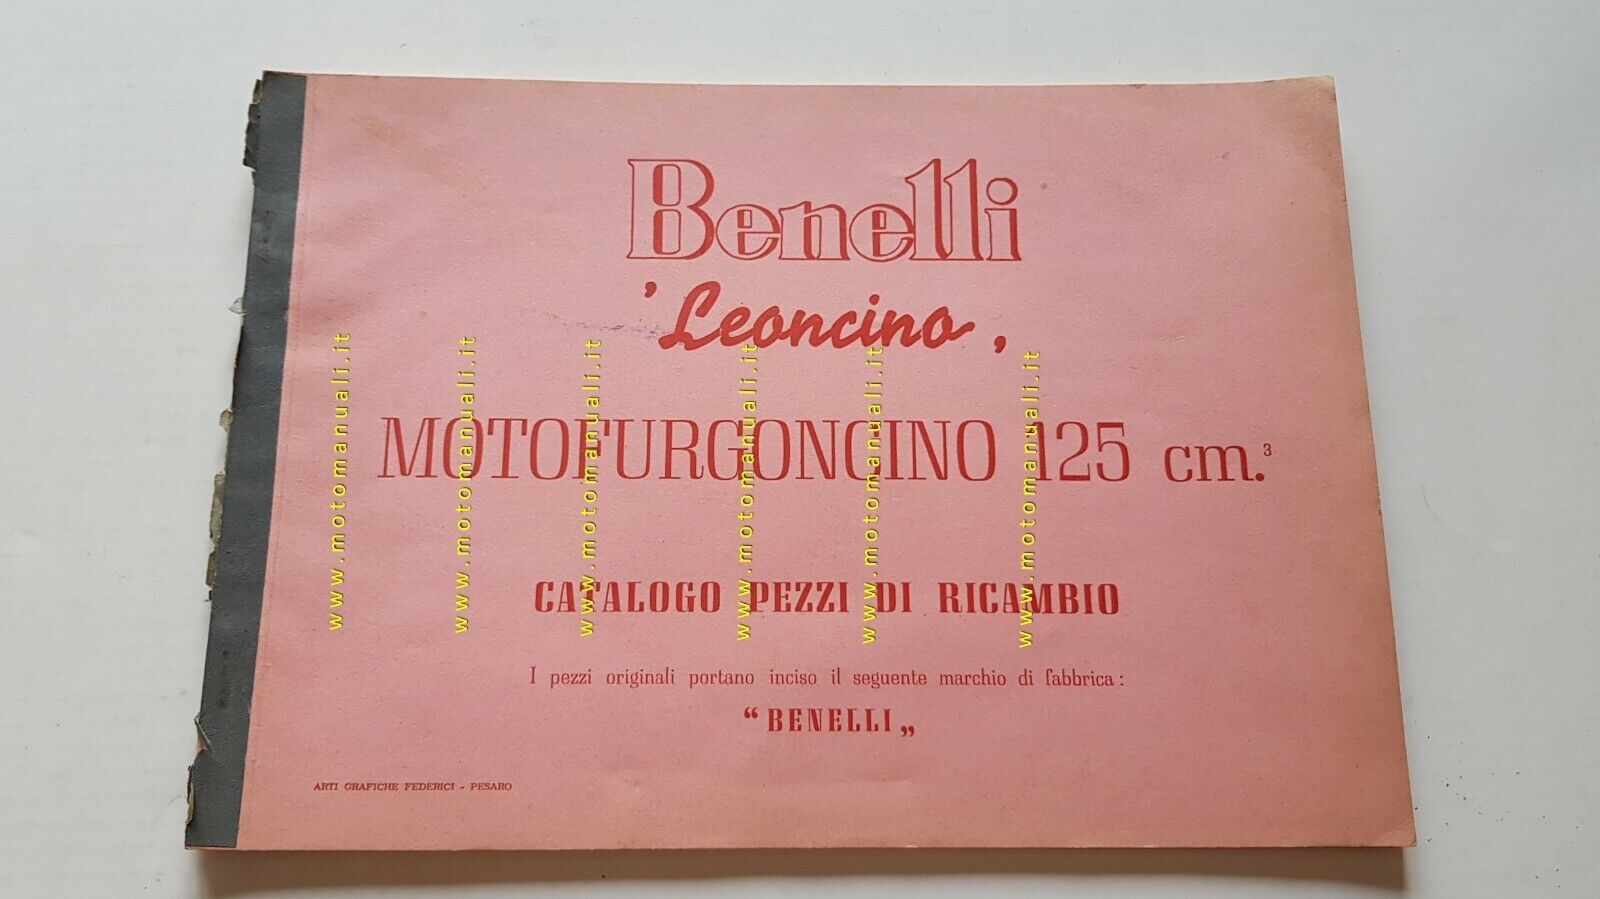 Benelli
'Leoncino,
MOTOFURGONCINO 125 cm.³
CATALOGO PEZZI DI RICAMBIO
I pezzi originali portano inciso il seguente marchio di fabbrica:
“BENELLI„
ARTI GRAFICHE FEDERICI - PESARO
www.motomanuali.it
www.motomanuali.it
www.motomanuali.it
www.motomanuali.it
www.motomanuali.it
www.motomanuali.it